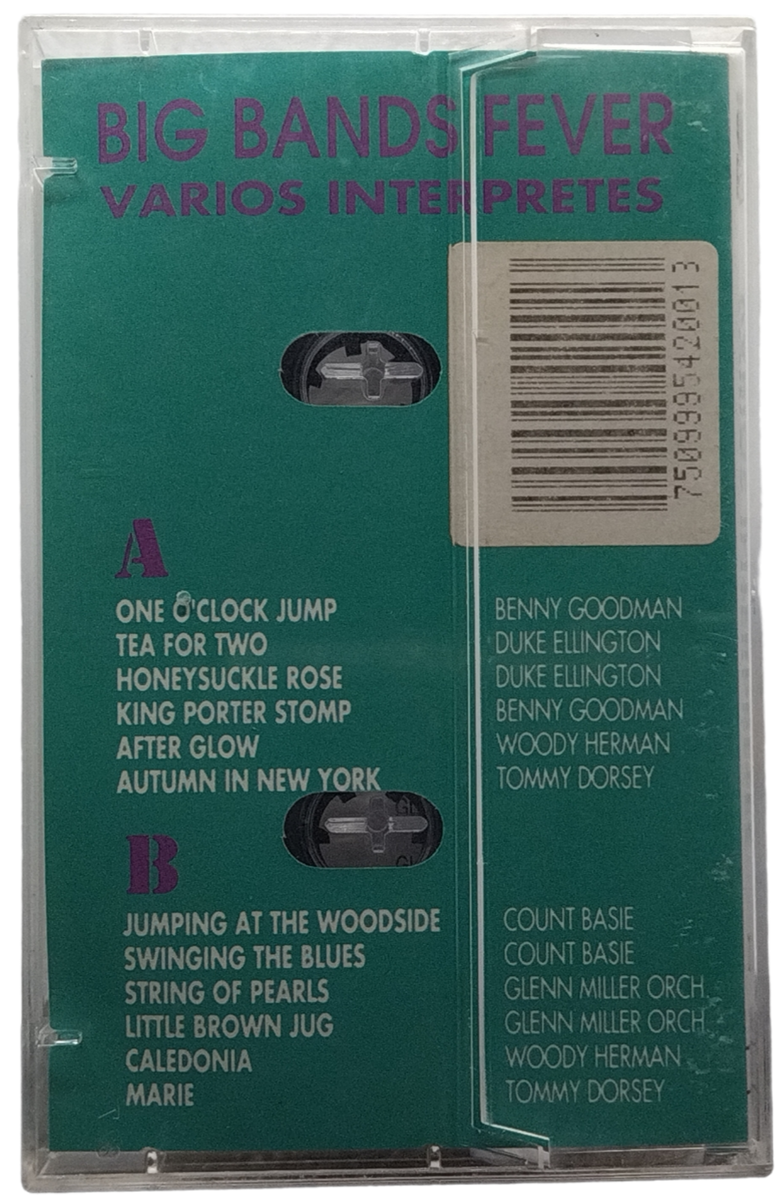 BIG BANDS FEVER
VARIOS INTERPRETES
7509995420013
A
ONE O'CLOCK JUMP BENNY GOODMAN
TEA FOR TWO DUKE ELLINGTON
HONEYSUCKLE ROSE DUKE ELLINGTON
KING PORTER STOMP BENNY GOODMAN
AFTER GLOW WOODY HERMAN
AUTUMN IN NEW YORK TOMMY DORSEY
B
JUMPING AT THE WOODSIDE COUNT BASIE
SWINGING THE BLUES COUNT BASIE
STRING OF PEARLS GLENN MILLER ORCH.
LITTLE BROWN JUG GLENN MILLER ORCH.
CALEDONIA WOODY HERMAN
MARIE TOMMY DORSEY